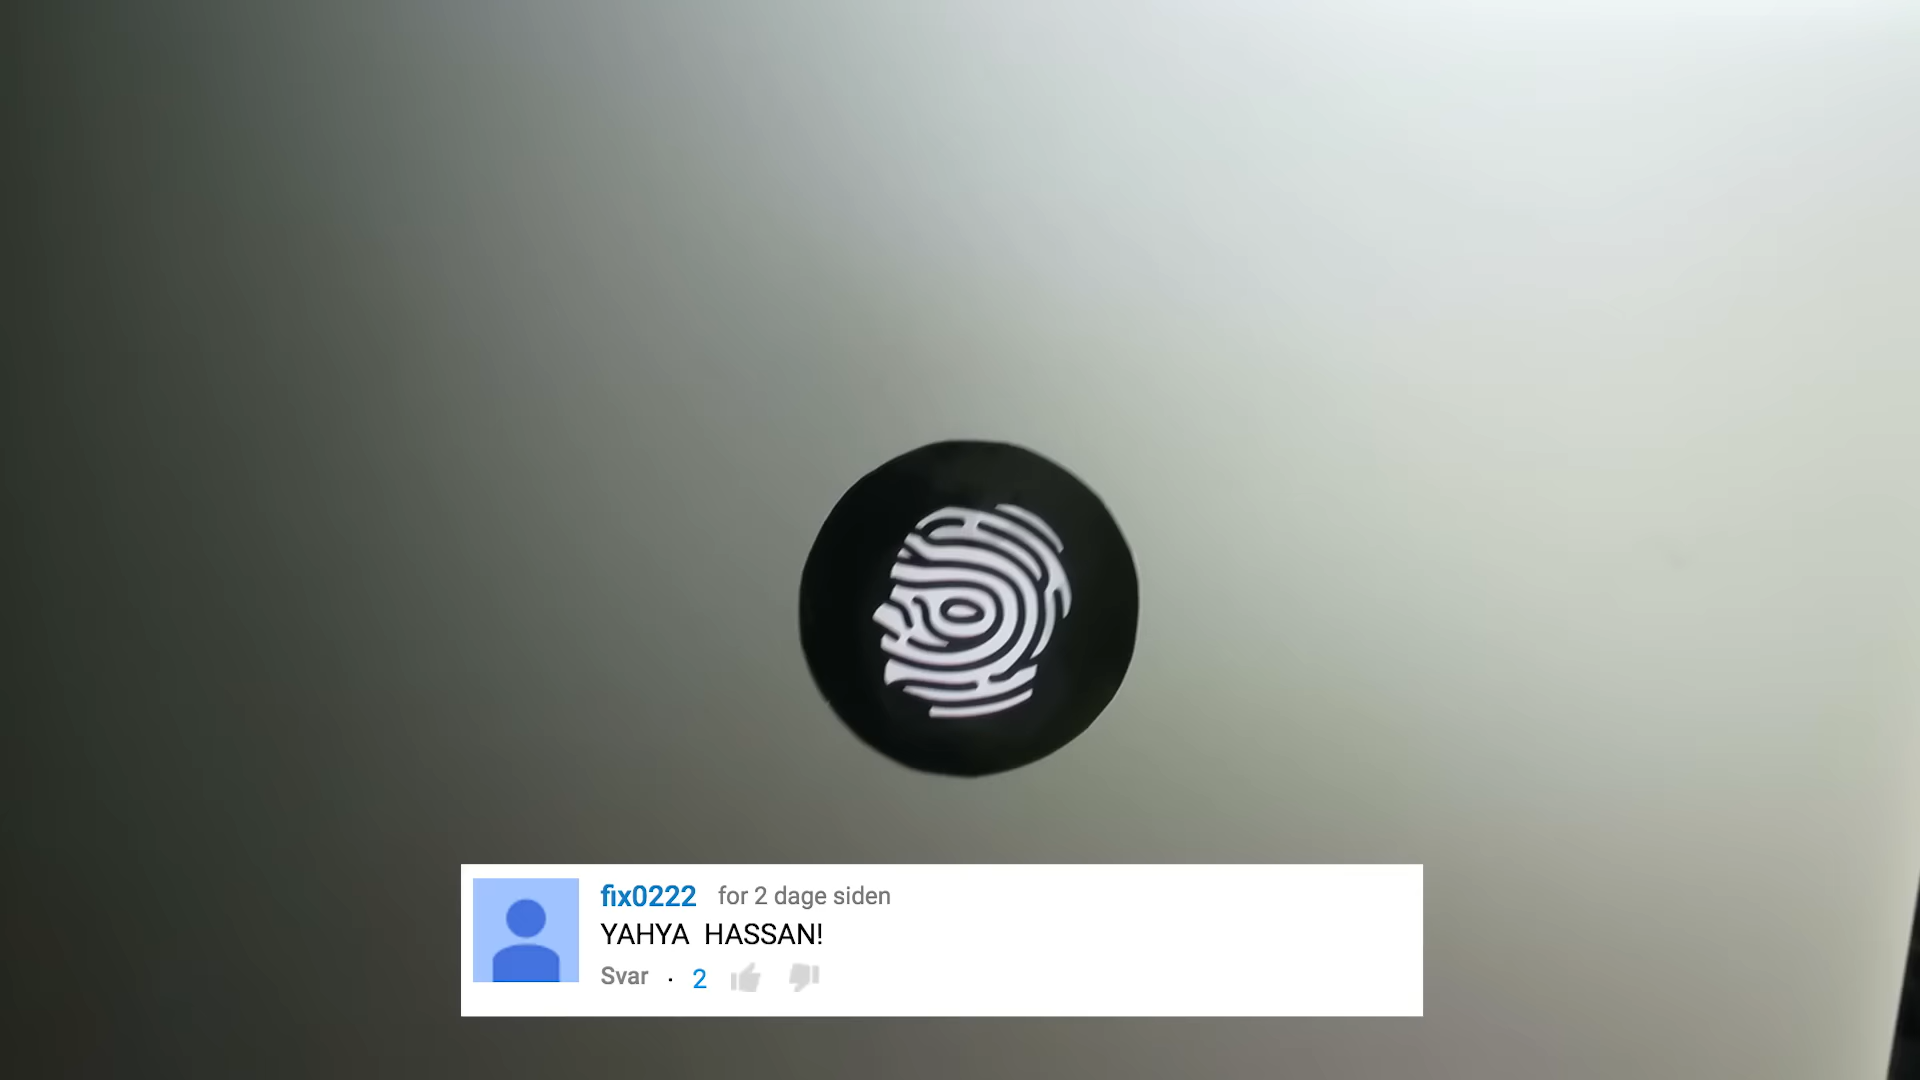 fix0222 for 2 dage siden
YAHYA HASSAN!
Svar · 2